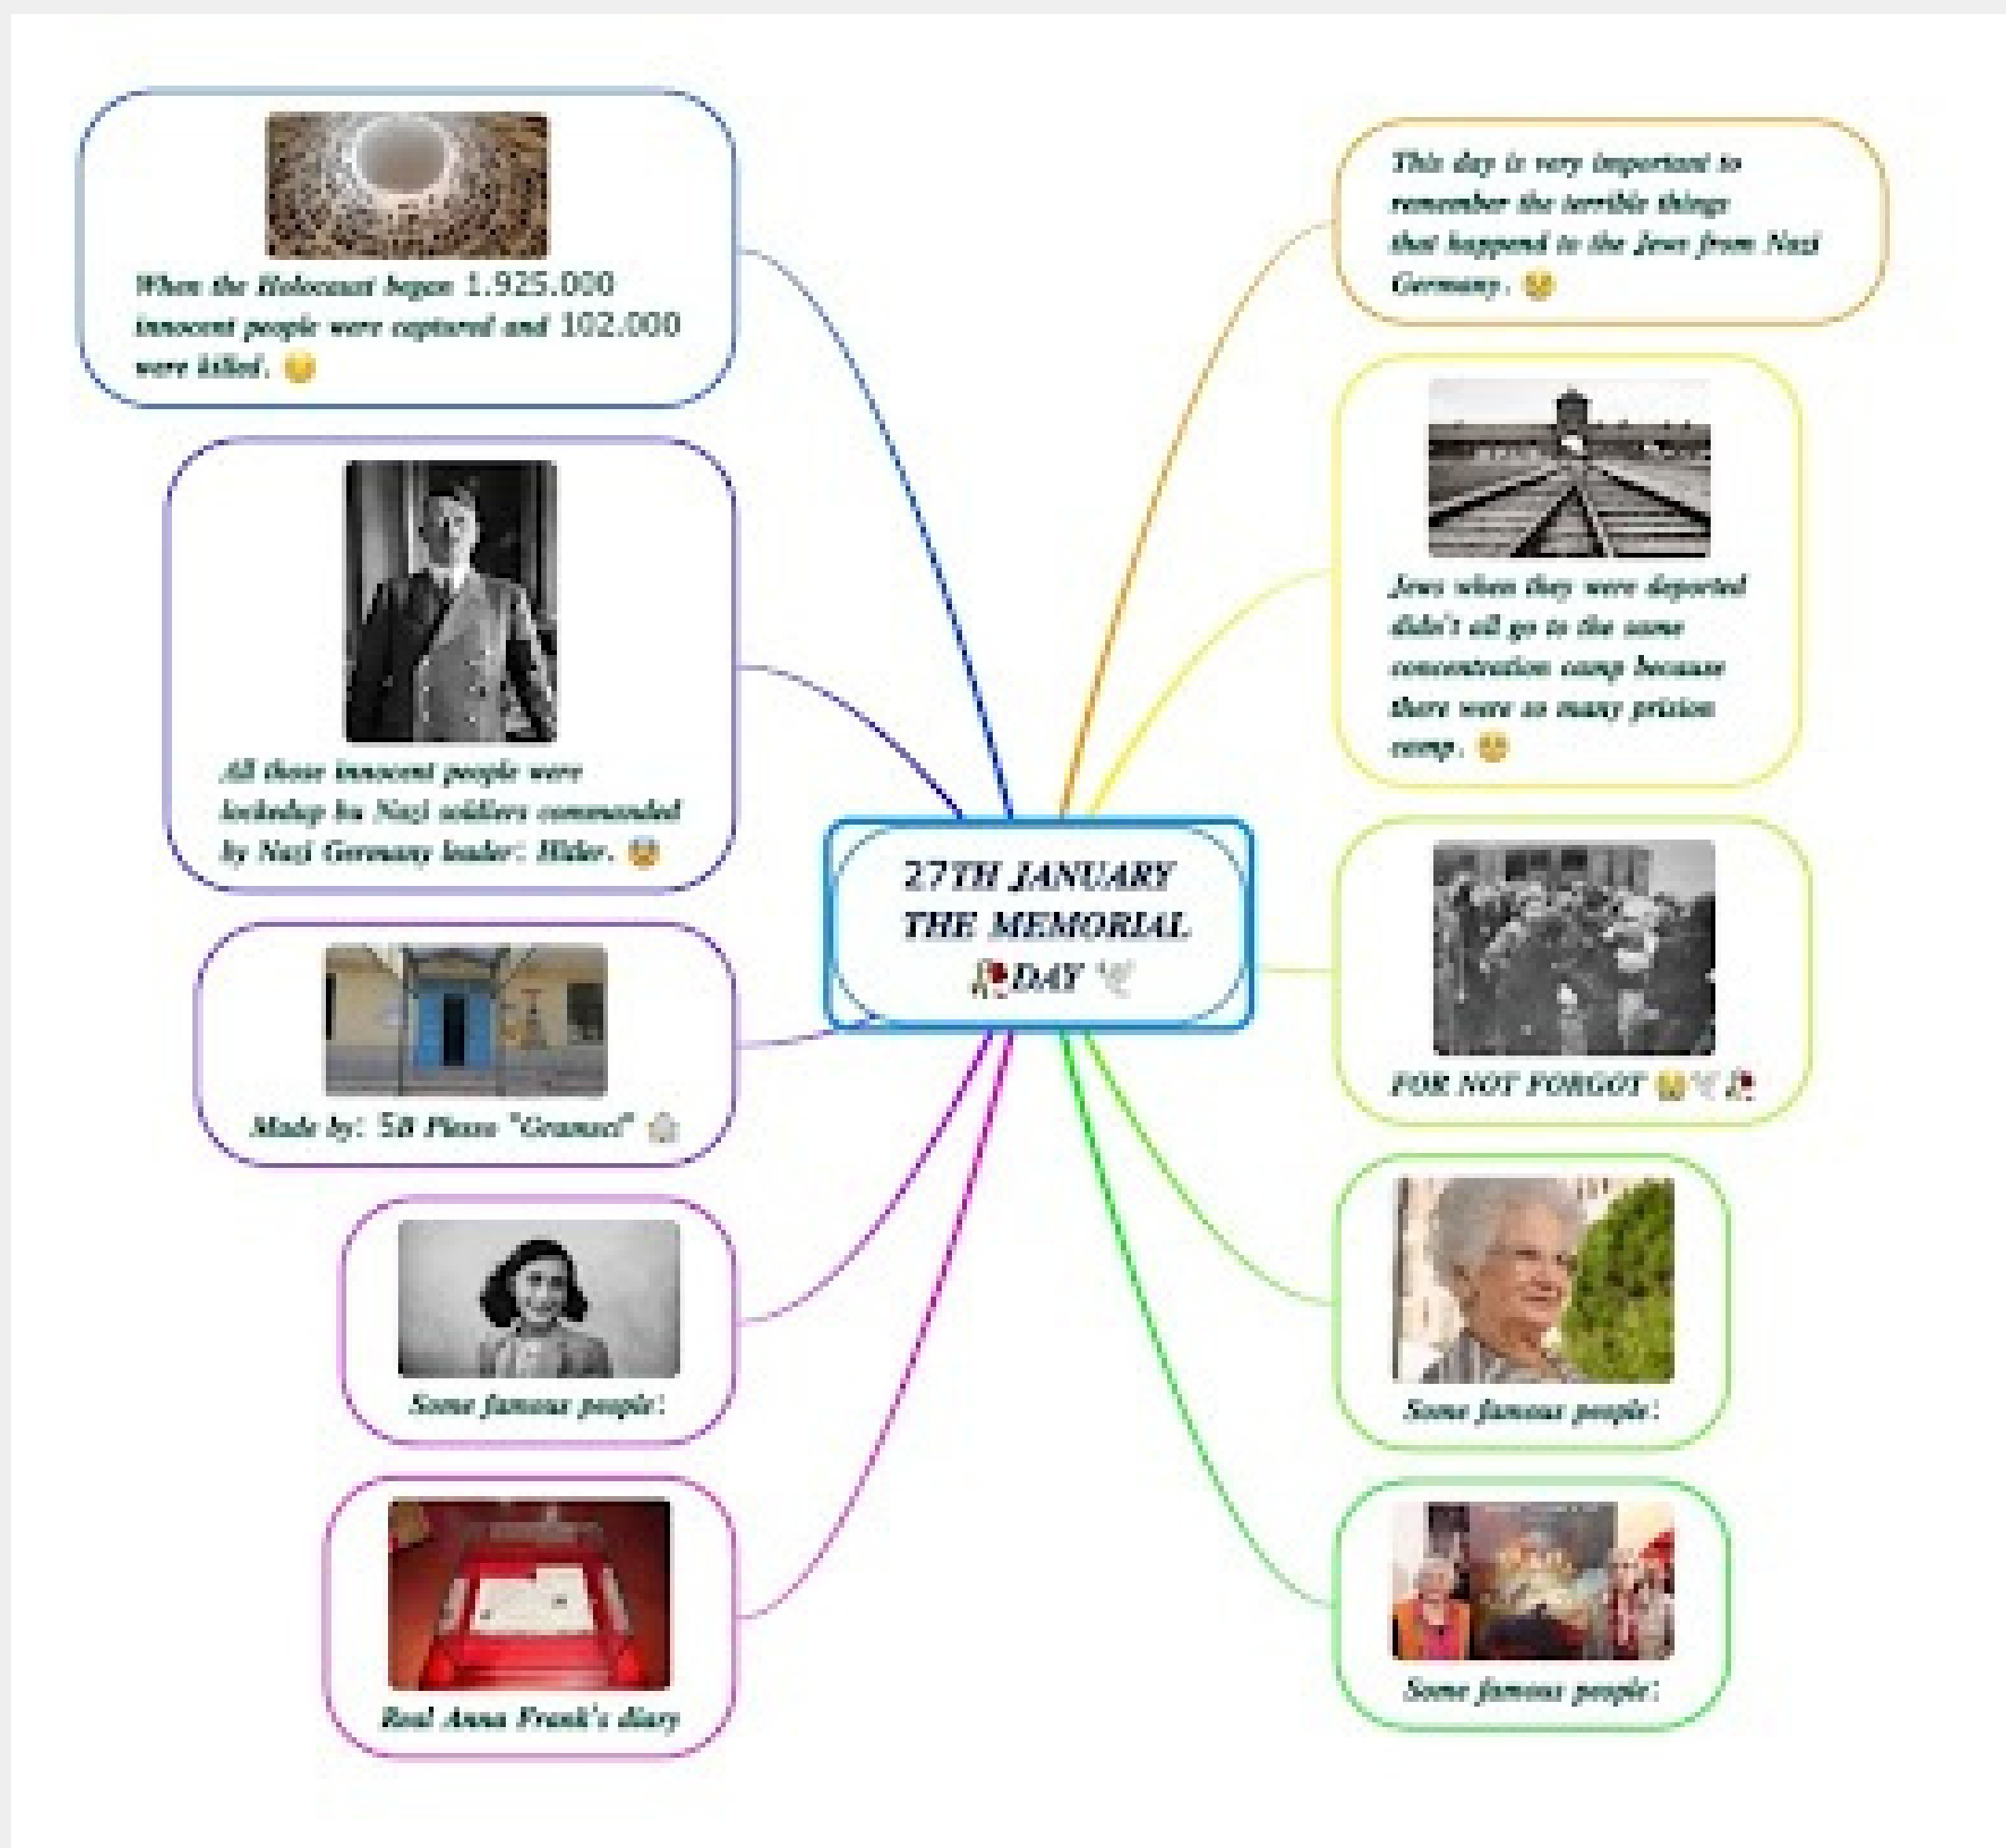 When the Holocaust began 1.925.000
innocent people were captured and 102.000
were killed. 😔
All those innocent people were
lockedup bu Nazi soldiers commanded
by Nazi Germany leader: Hitler. 😨
Made by: 5B Plesso "Gramsci"
Some famous people:
Real Anna Frank's diary
27TH JANUARY
THE MEMORIAL
🥀DAY 🕊
This day is very important to
remember the terrible things
that happend to the Jews from Nazi
Germany. 😢
Jews when they were deported
didn't all go to the same
concentration camp because
there were so many prision
camp.
FOR NOT FORGOT 😢🕊🥀
Some famous people:
Some famous people: